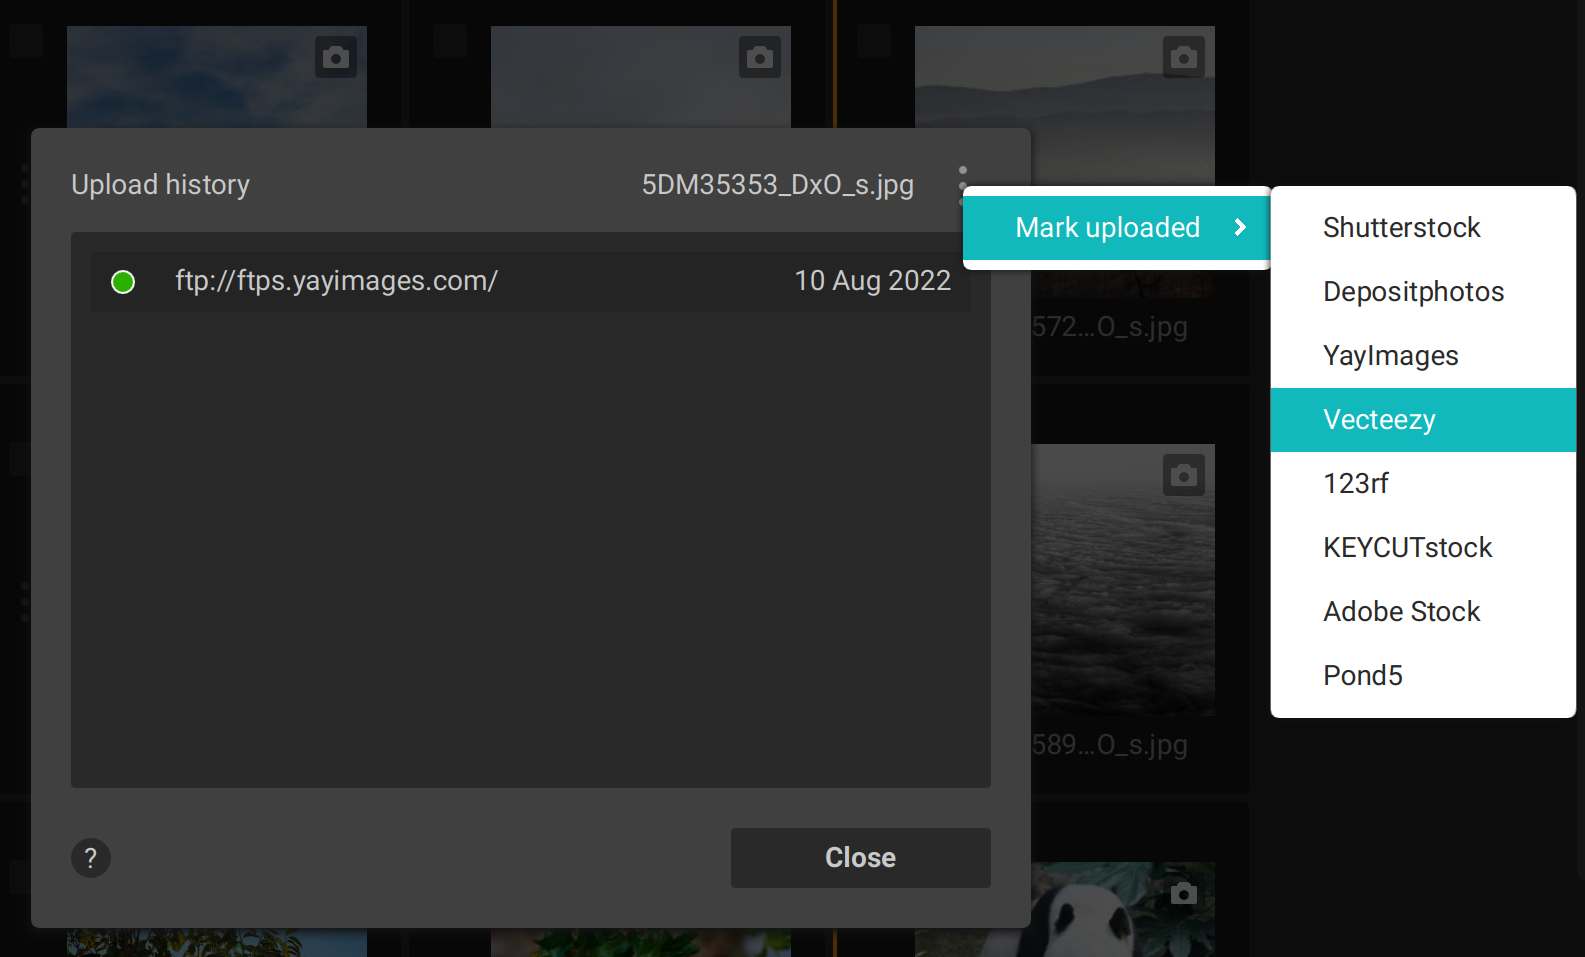 Upload history
5DM35353_DxO_s.jpg
Mark uploaded
ftp://ftps.yayimages.com/
10 Aug 2022
Shutterstock
Depositphotos
YayImages
Vecteezy
123rf
KEYCUTstock
Adobe Stock
Pond5
572...O_s.jpg
589...O_s.jpg
?
Close